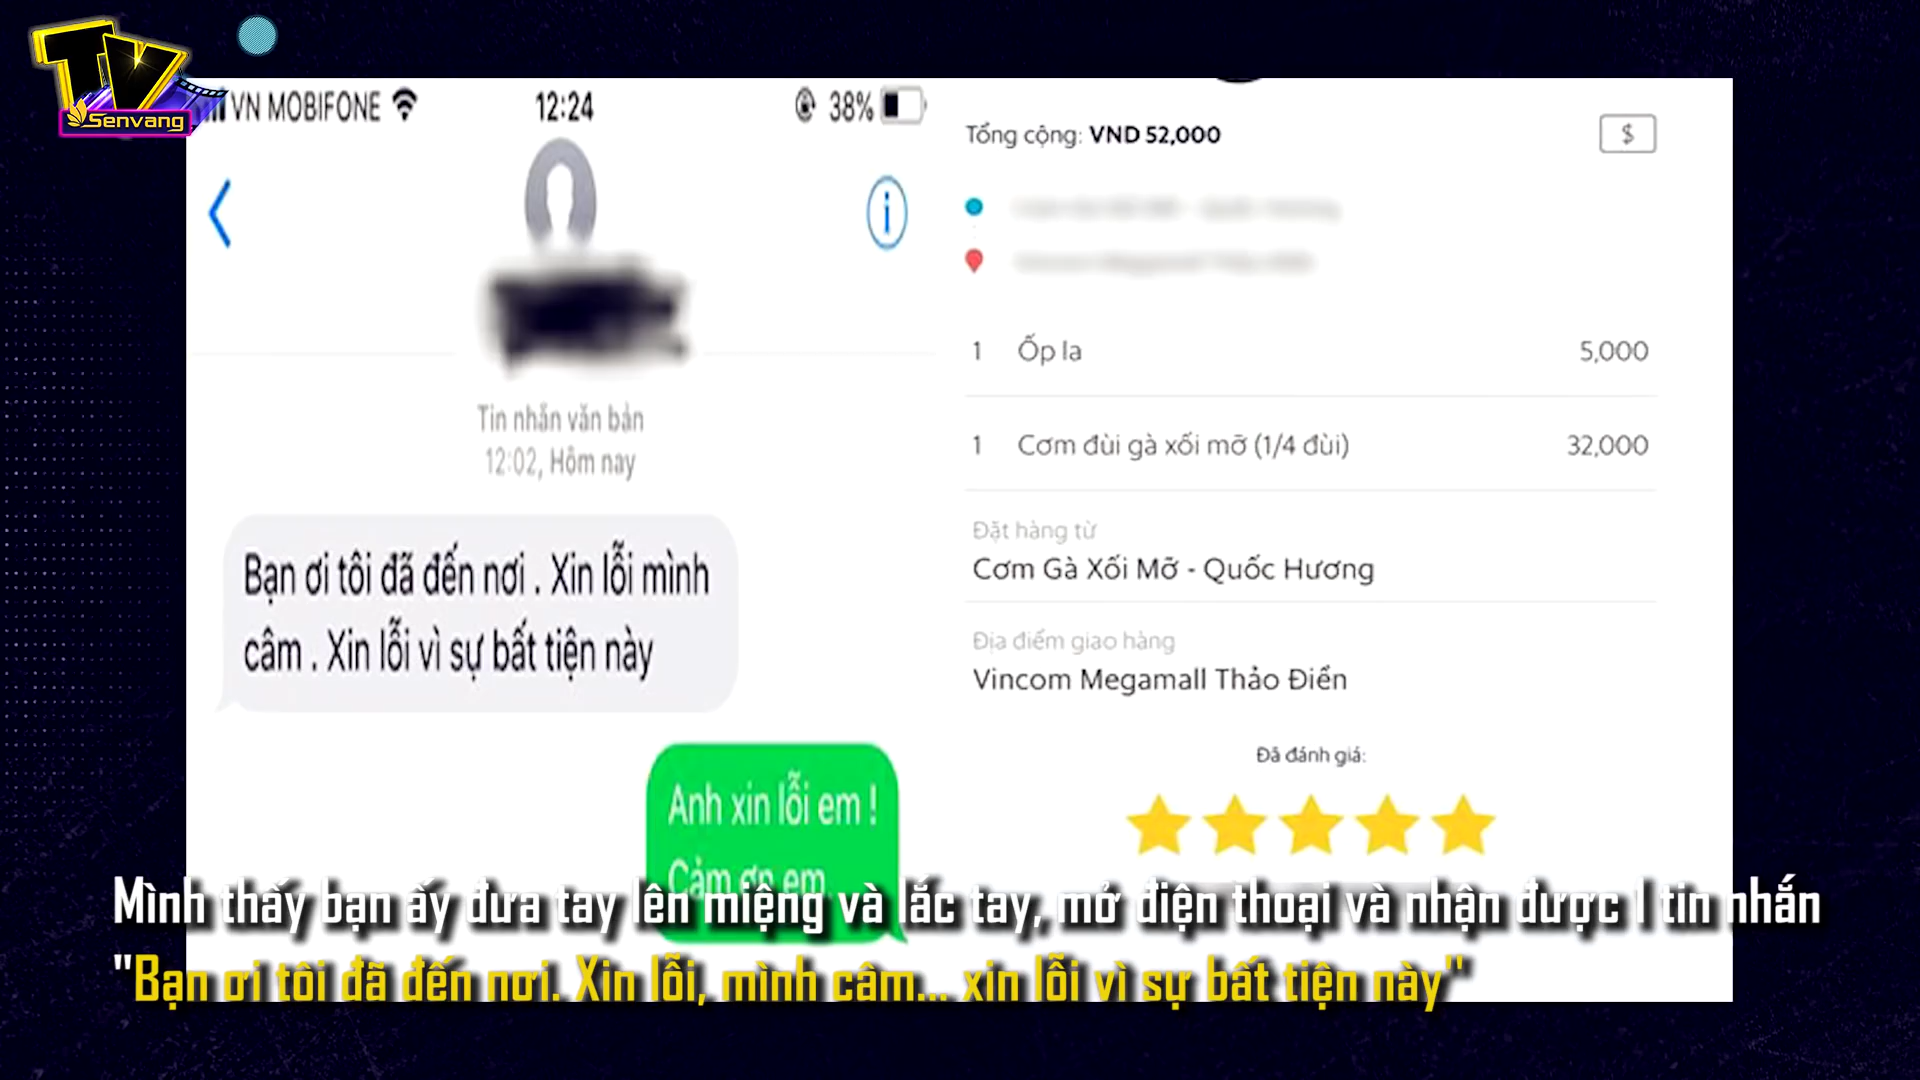 TV
Senvang
VN MOBIFONE
12:24
38%
Tin nhắn văn bản
12:02, Hôm nay
Bạn ơi tôi đã đến nơi . Xin lỗi mình
câm . Xin lỗi vì sự bất tiện này
Anh xin lỗi em !
Cảm ơn em
Tổng cộng: VND 52,000
$
1 Ốp la 5,000
1 Cơm đùi gà xối mỡ (1/4 đùi) 32,000
Đặt hàng từ
Cơm Gà Xối Mỡ - Quốc Hương
Địa điểm giao hàng
Vincom Megamall Thảo Điền
Đã đánh giá:
Mình thấy bạn ấy đưa tay lên miệng và lắc tay, mở điện thoại và nhận được 1 tin nhắn
"Bạn ơi tôi đã đến nơi. Xin lỗi, mình câm... xin lỗi vì sự bất tiện này"